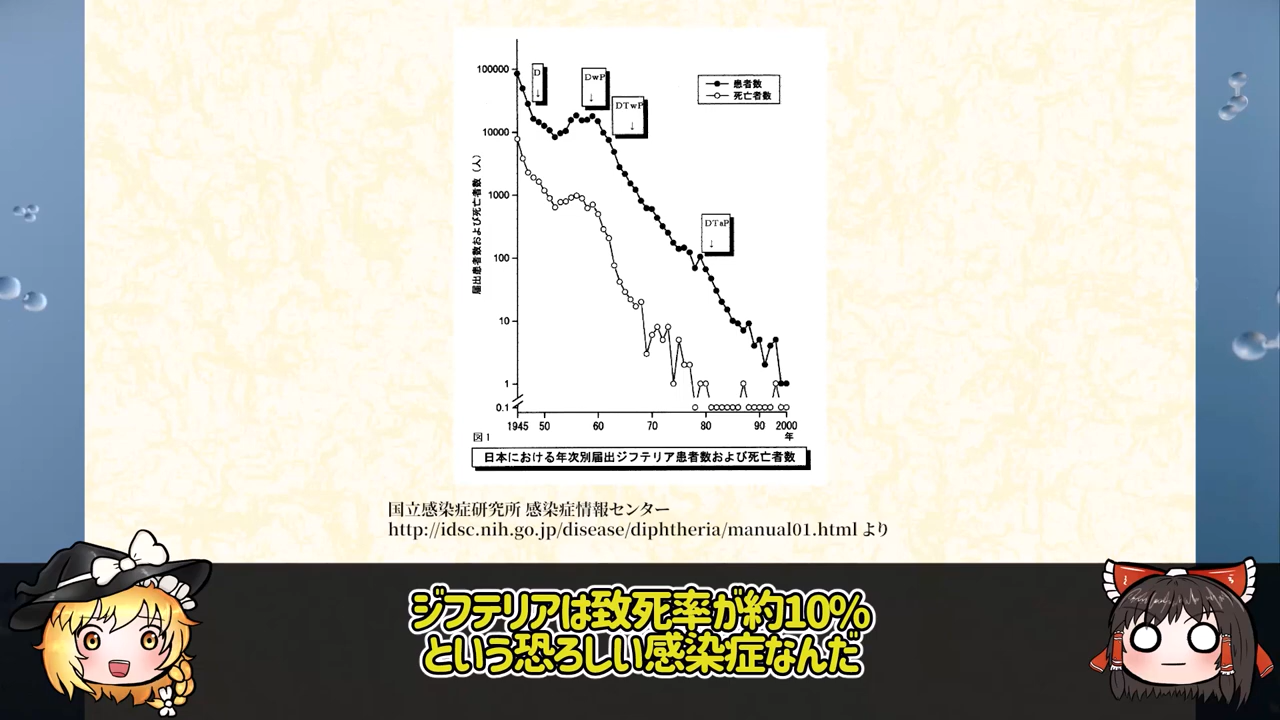 100000
10000
1000
100
10
1
0.1
届出患者数および死亡者数(人)
D
↓
DwP
↓
DTwP
↓
DTaP
↓
患者数
死亡者数
1945 50 60 70 80 90 2000
年
図1
日本における年次別届出ジフテリア患者数および死亡者数
国立感染症研究所 感染症情報センター
http://idsc.nih.go.jp/disease/diphtheria/manual01.html より
ジフテリアは致死率が約10%
という恐ろしい感染症なんだ